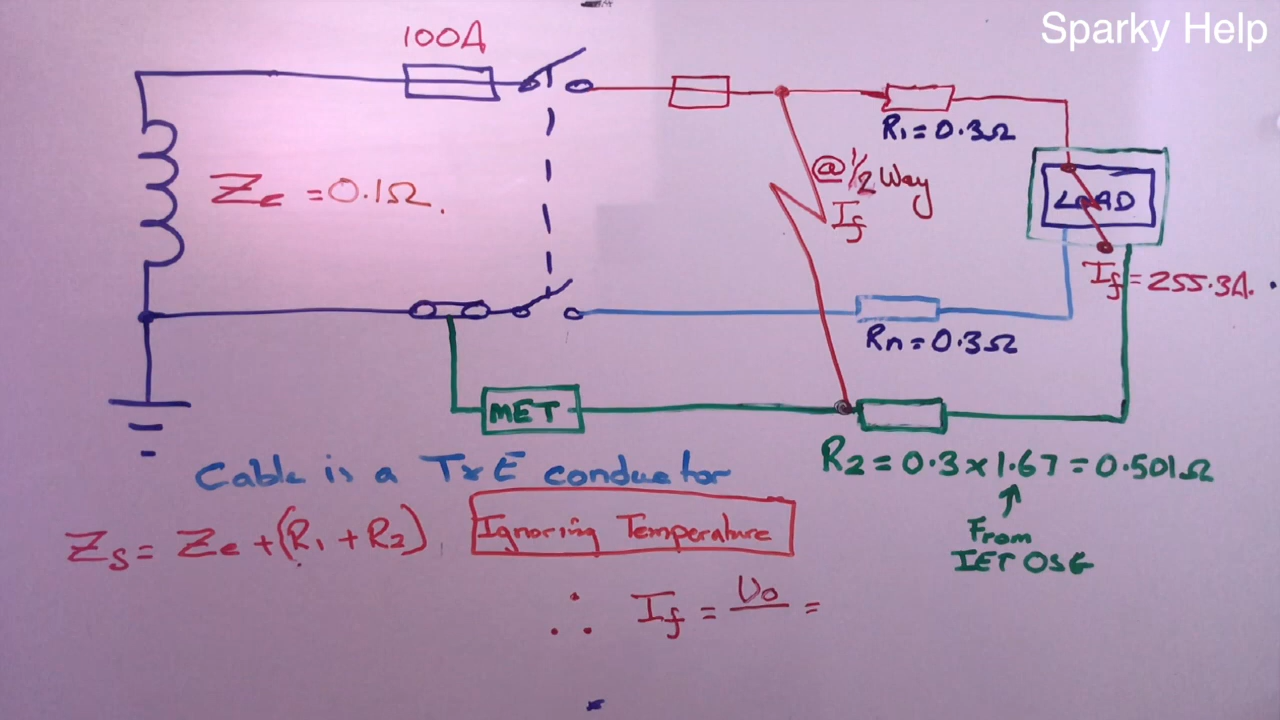 Sparky Help
100A
R1 = 0.3Ω
@ 1/2 Way
If
Ze = 0.1Ω.
LOAD
If = 255.3A.
Rn = 0.3Ω
MET
R2 = 0.3 x 1.67 = 0.501Ω
Cable is a T&E conductor
From
IET OSG
Zs = Ze + (R1 + R2)
Ignoring Temperature
∴ If = Uo =